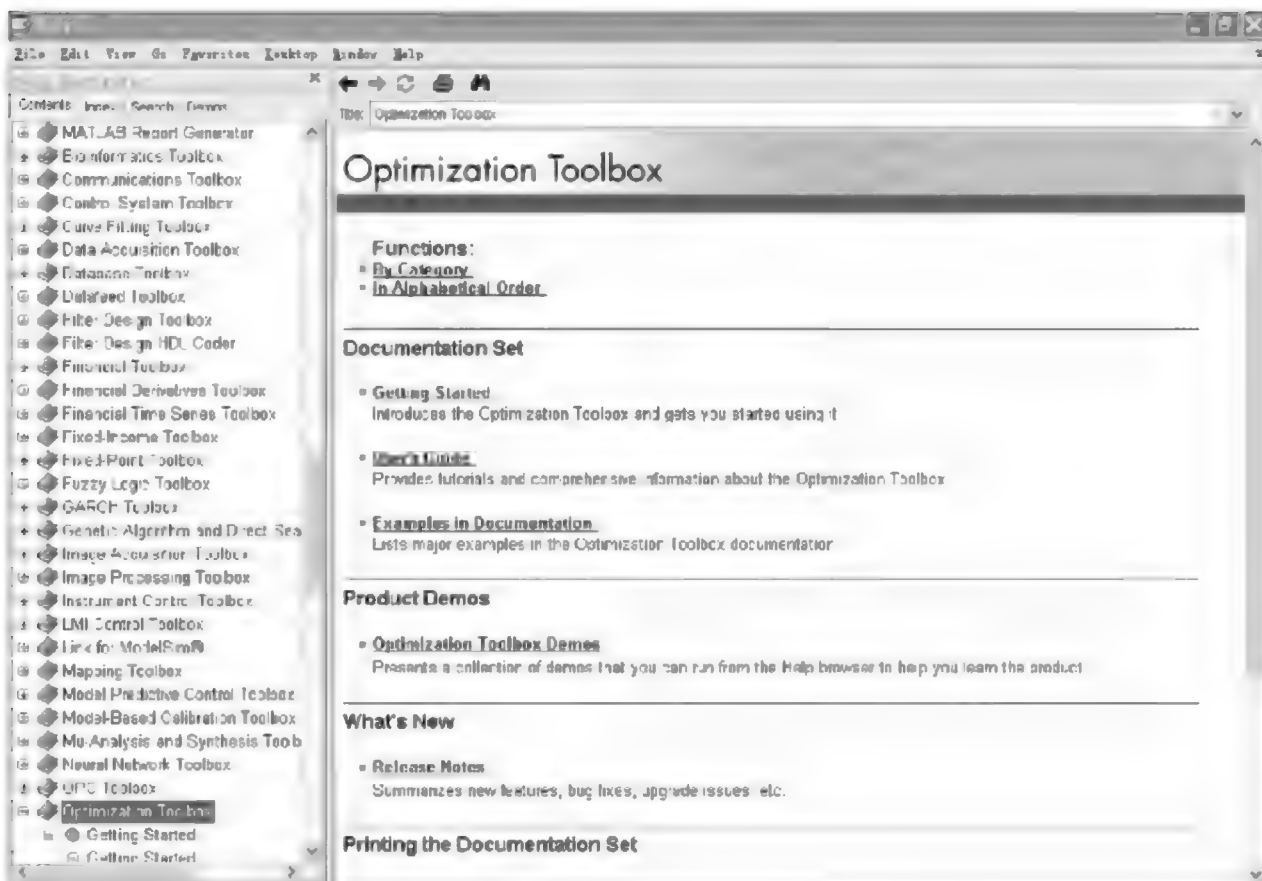 File Edit View Go Favorites Desktop Window Help
Contents Index Search Demos
MATLAB Report Generator
Bioinformatics Toolbox
Communications Toolbox
Control System Toolbox
Curve Fitting Toolbox
Data Acquisition Toolbox
Database Toolbox
Datafeed Toolbox
Filter Design Toolbox
Filter Design HDL Coder
Financial Toolbox
Financial Derivatives Toolbox
Financial Time Series Toolbox
Fixed-Income Toolbox
Fixed-Point Toolbox
Fuzzy Logic Toolbox
GARCH Toolbox
Genetic Algorithm and Direct Sea
Image Acquisition Toolbox
Image Processing Toolbox
Instrument Control Toolbox
LMI Control Toolbox
Link for ModelSim®
Mapping Toolbox
Model Predictive Control Toolbox
Model-Based Calibration Toolbox
Mu-Analysis and Synthesis Toolb
Neural Network Toolbox
OPC Toolbox
Optimization Toolbox
Getting Started
Getting Started
Title: Optimization Toolbox
Optimization Toolbox
Functions:
By Category
In Alphabetical Order
Documentation Set
Getting Started
Introduces the Optimization Toolbox and gets you started using it
User's Guide
Provides tutorials and comprehensive information about the Optimization Toolbox
Examples in Documentation
Lists major examples in the Optimization Toolbox documentation
Product Demos
Optimization Toolbox Demos
Presents a collection of demos that you can run from the Help browser to help you learn the product
What's New
Release Notes
Summarizes new features, bug fixes, upgrade issues, etc.
Printing the Documentation Set